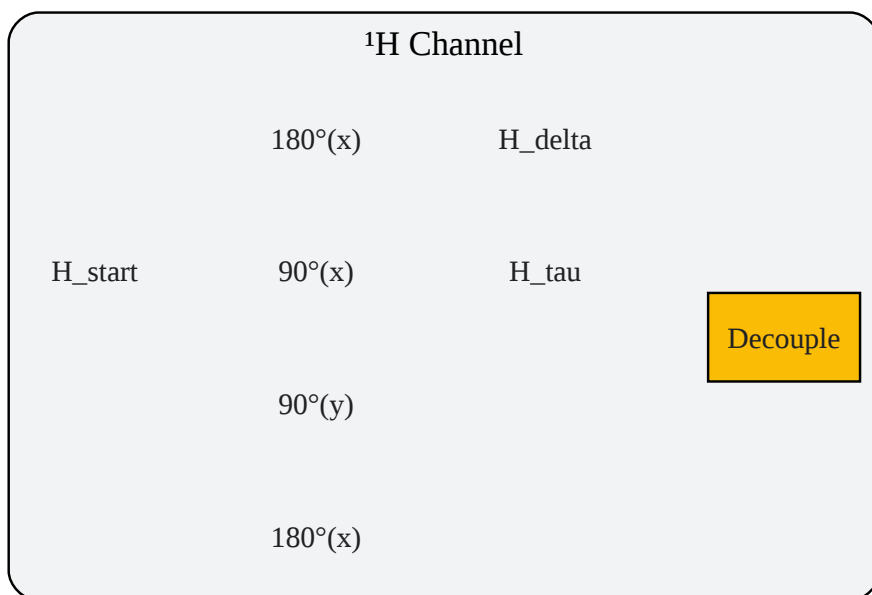 ¹H Channel
180°(x) H_delta
H_start 90°(x) H_tau
Decouple
90°(y)
180°(x)